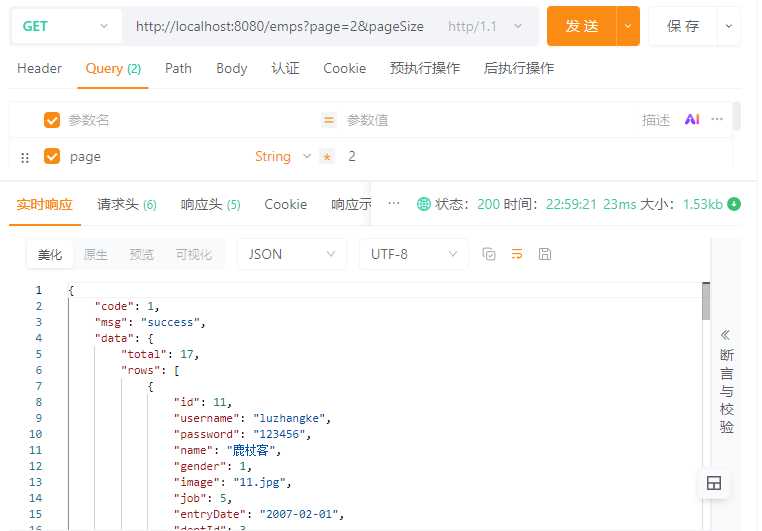 GET http://localhost:8080/emps?page=2&pageSize http/1.1 发 送 保 存
Header Query (2) Path Body 认证 Cookie 预执行操作 后执行操作
参数名 = 参数值 描述 AI ...
page String * 2
实时响应 请求头 (6) 响应头 (5) Cookie 响应示 ... 状态: 200 时间: 22:59:21 23ms 大小: 1.53kb
美化 原生 预览 可视化 JSON UTF-8
1 {
2 "code": 1,
3 "msg": "success",
4 "data": {
5 "total": 17,
6 "rows": [
7 {
8 "id": 11,
9 "username": "luzhangke",
10 "password": "123456",
11 "name": "鹿杖客",
12 "gender": 1,
13 "image": "11.jpg",
14 "job": 5,
15 "entryDate": "2007-02-01",
16 "deptId": 3
断言与校验